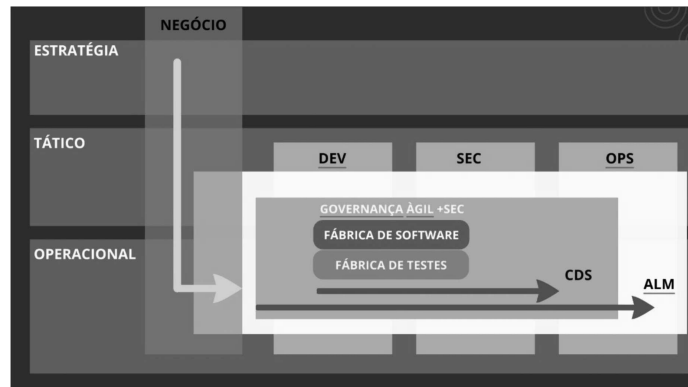 NEGÓCIO
ESTRATÉGIA
TÁTICO
DEV
SEC
OPS
GOVERNANÇA ÀGIL +SEC
FÁBRICA DE SOFTWARE
OPERACIONAL
FÁBRICA DE TESTES
CDS
ALM